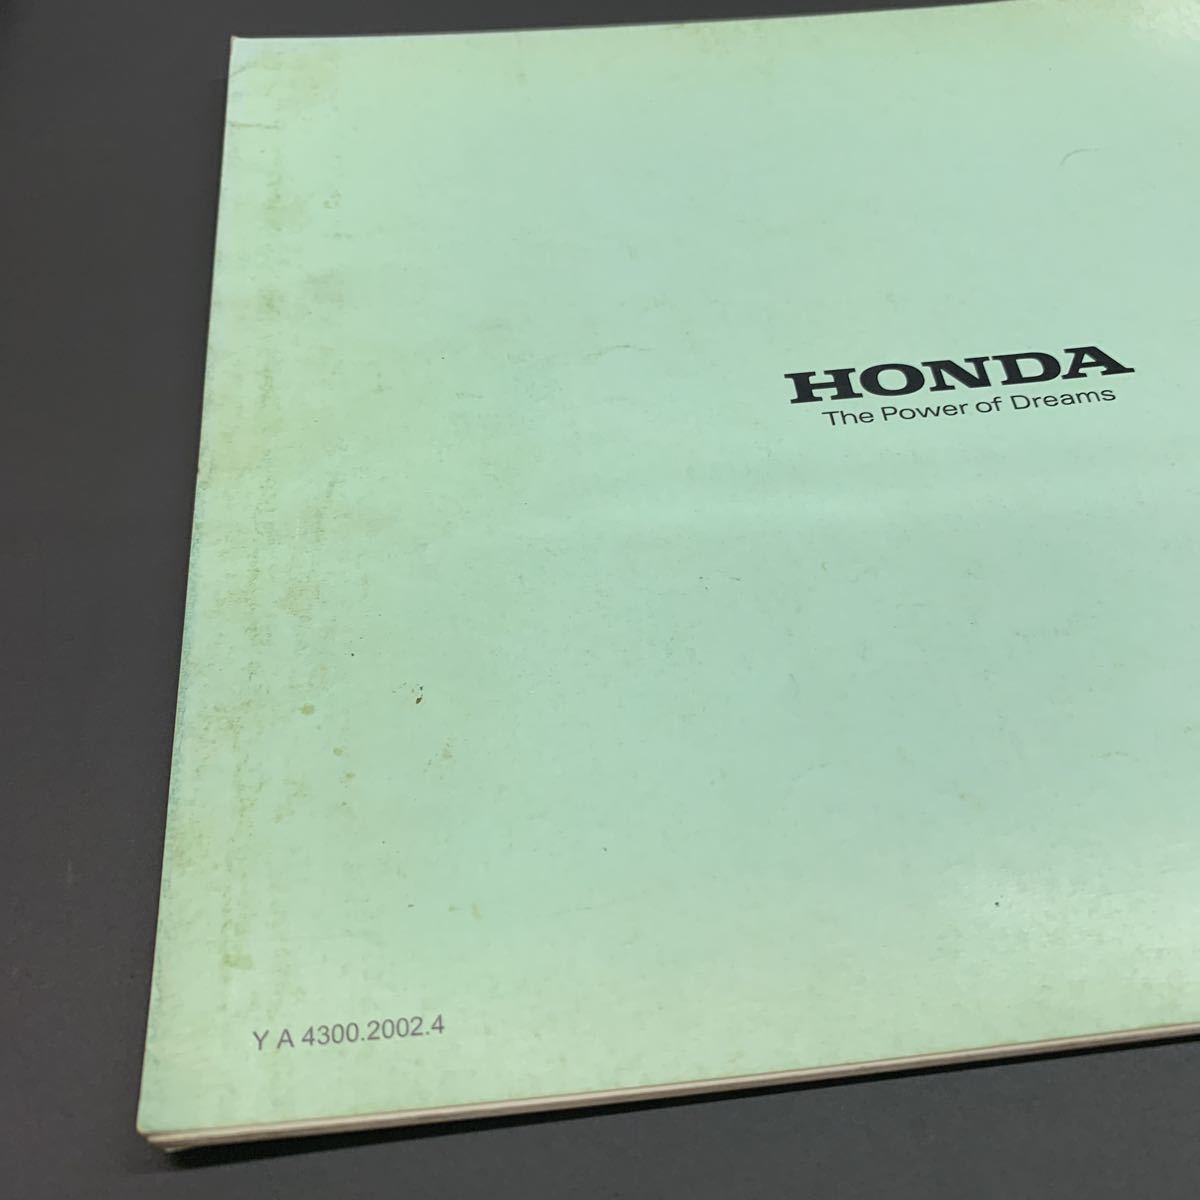 HONDA
The Power of Dreams
Y A 4300.2002.4